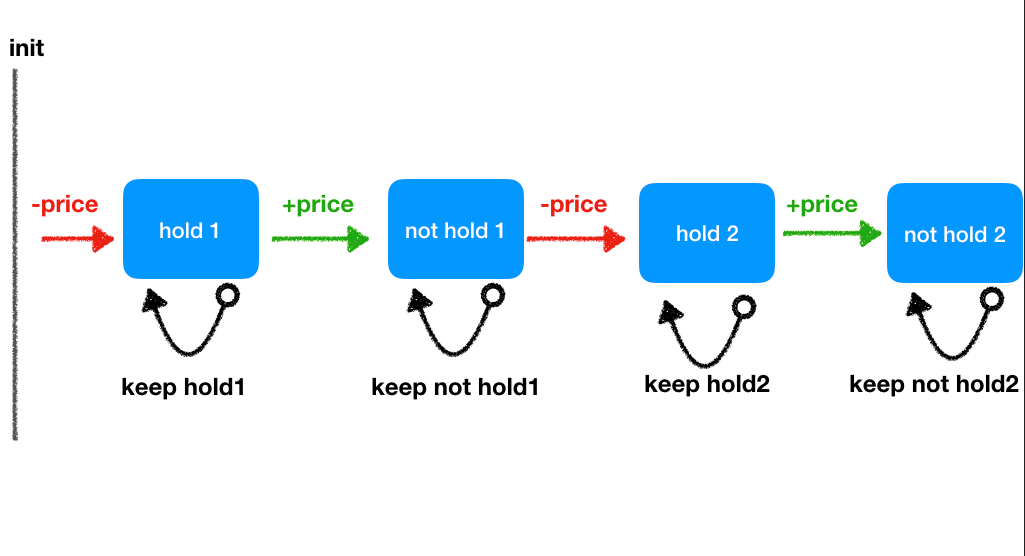 init
-price
+price
-price
+price
hold 1
not hold 1
hold 2
not hold 2
keep hold1
keep not hold1
keep hold2
keep not hold2